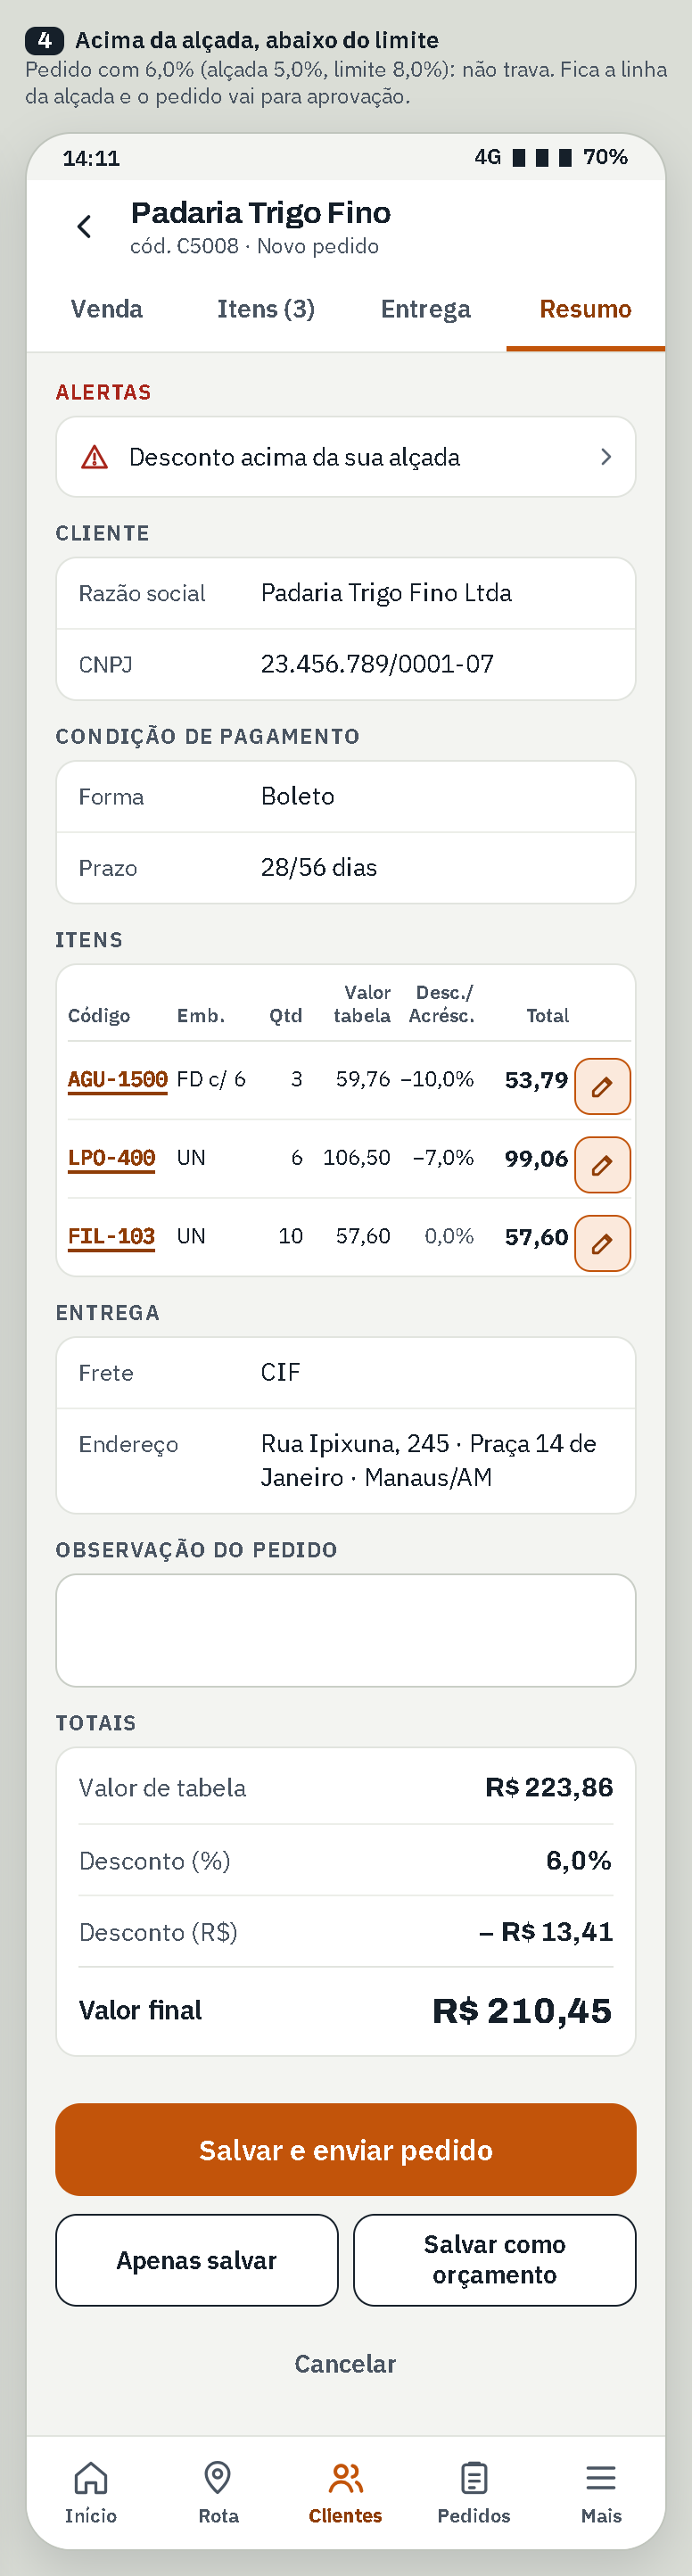 4 Acima da alçada, abaixo do limite
Pedido com 6,0% (alçada 5,0%, limite 8,0%): não trava. Fica a linha
da alçada e o pedido vai para aprovação.
14:11 4G 70%
Padaria Trigo Fino
cód. C5008 · Novo pedido
Venda Itens (3) Entrega Resumo
ALERTAS
Desconto acima da sua alçada
CLIENTE
Razão social Padaria Trigo Fino Ltda
CNPJ 23.456.789/0001-07
CONDIÇÃO DE PAGAMENTO
Forma Boleto
Prazo 28/56 dias
ITENS
Valor Desc./
Código Emb. Qtd tabela Acrésc. Total
AGU-1500 FD c/ 6 3 59,76 −10,0% 53,79
LPO-400 UN 6 106,50 −7,0% 99,06
FIL-103 UN 10 57,60 0,0% 57,60
ENTREGA
Frete CIF
Endereço Rua Ipixuna, 245 · Praça 14 de
Janeiro · Manaus/AM
OBSERVAÇÃO DO PEDIDO
TOTAIS
Valor de tabela R$ 223,86
Desconto (%) 6,0%
Desconto (R$) − R$ 13,41
Valor final R$ 210,45
Salvar e enviar pedido
Apenas salvar
Salvar como
orçamento
Cancelar
Início Rota Clientes Pedidos Mais